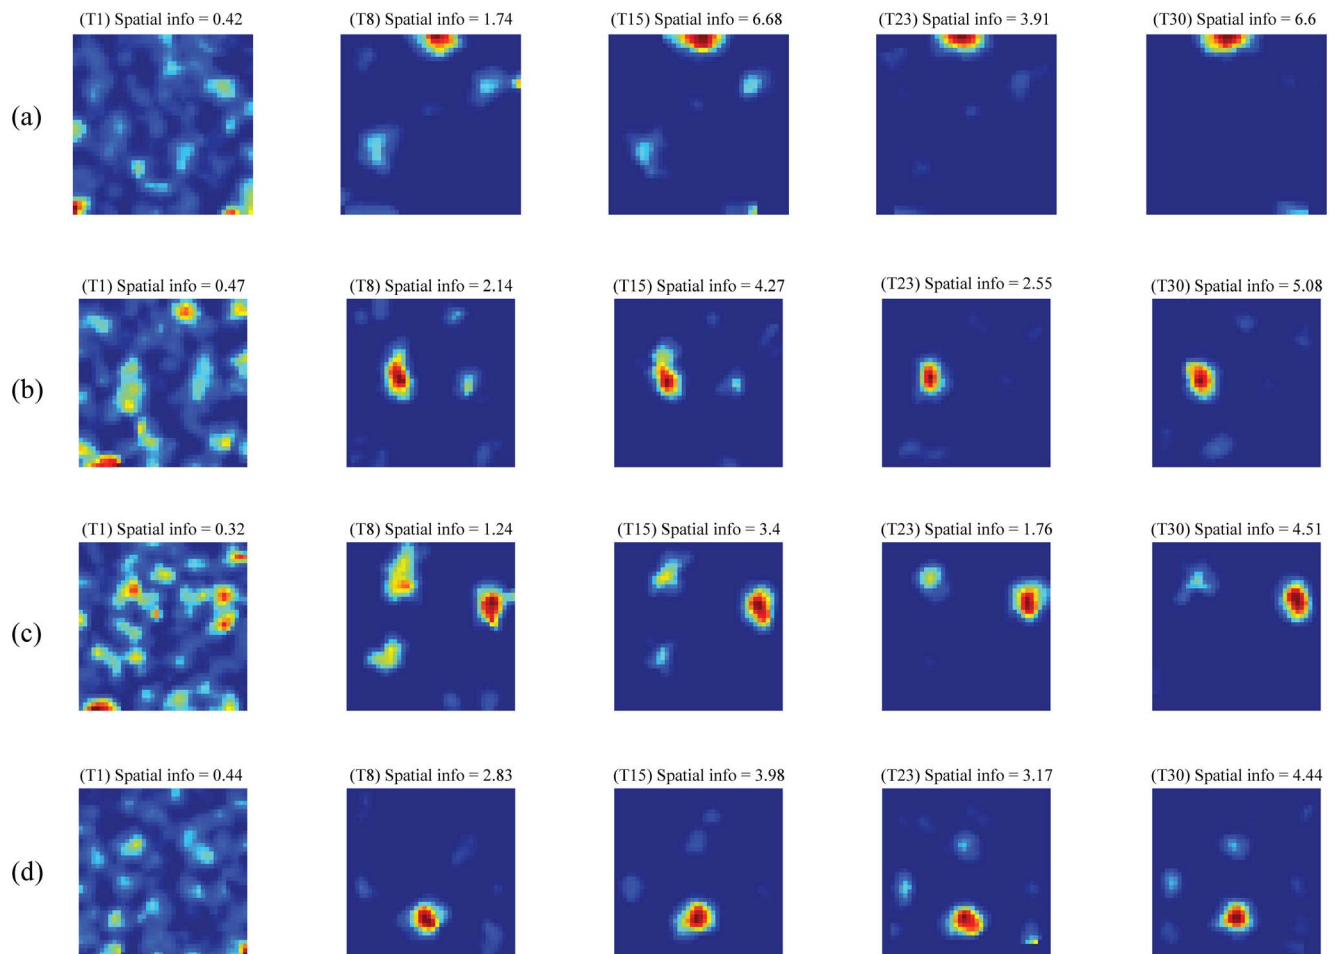 (T1) Spatial info = 0.42 (T8) Spatial info = 1.74 (T15) Spatial info = 6.68 (T23) Spatial info = 3.91 (T30) Spatial info = 6.6
(a)
(T1) Spatial info = 0.47 (T8) Spatial info = 2.14 (T15) Spatial info = 4.27 (T23) Spatial info = 2.55 (T30) Spatial info = 5.08
(b)
(T1) Spatial info = 0.32 (T8) Spatial info = 1.24 (T15) Spatial info = 3.4 (T23) Spatial info = 1.76 (T30) Spatial info = 4.51
(c)
(T1) Spatial info = 0.44 (T8) Spatial info = 2.83 (T15) Spatial info = 3.98 (T23) Spatial info = 3.17 (T30) Spatial info = 4.44
(d)